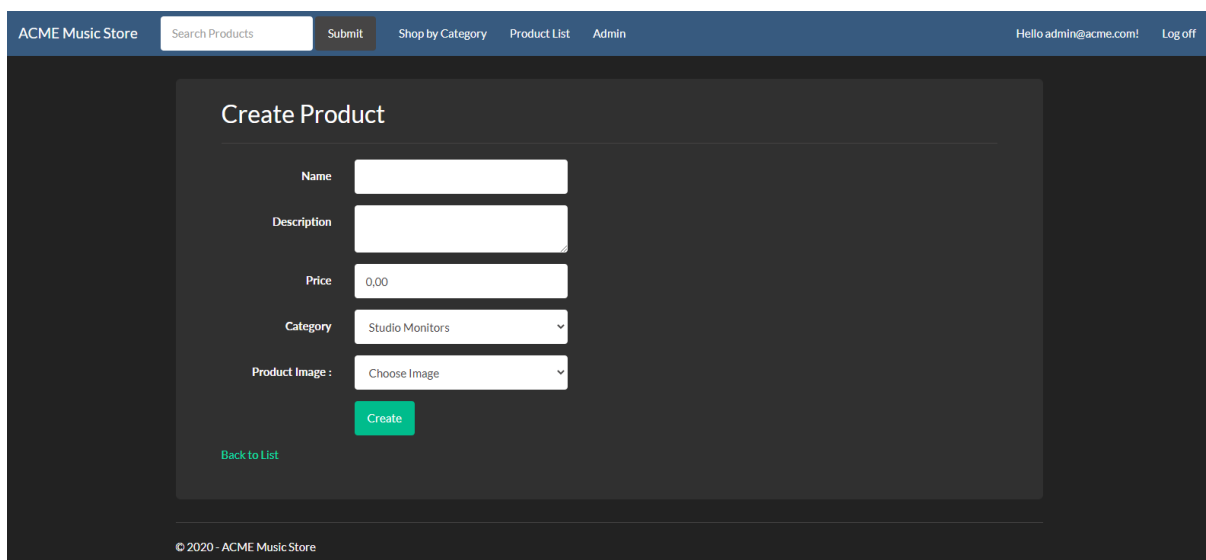 ACME Music Store Search Products Submit Shop by Category Product List Admin Hello admin@acme.com! Log off
Create Product
Name
Description
Price 0,00
Category Studio Monitors
Product Image : Choose Image
Create
Back to List
© 2020 - ACME Music Store